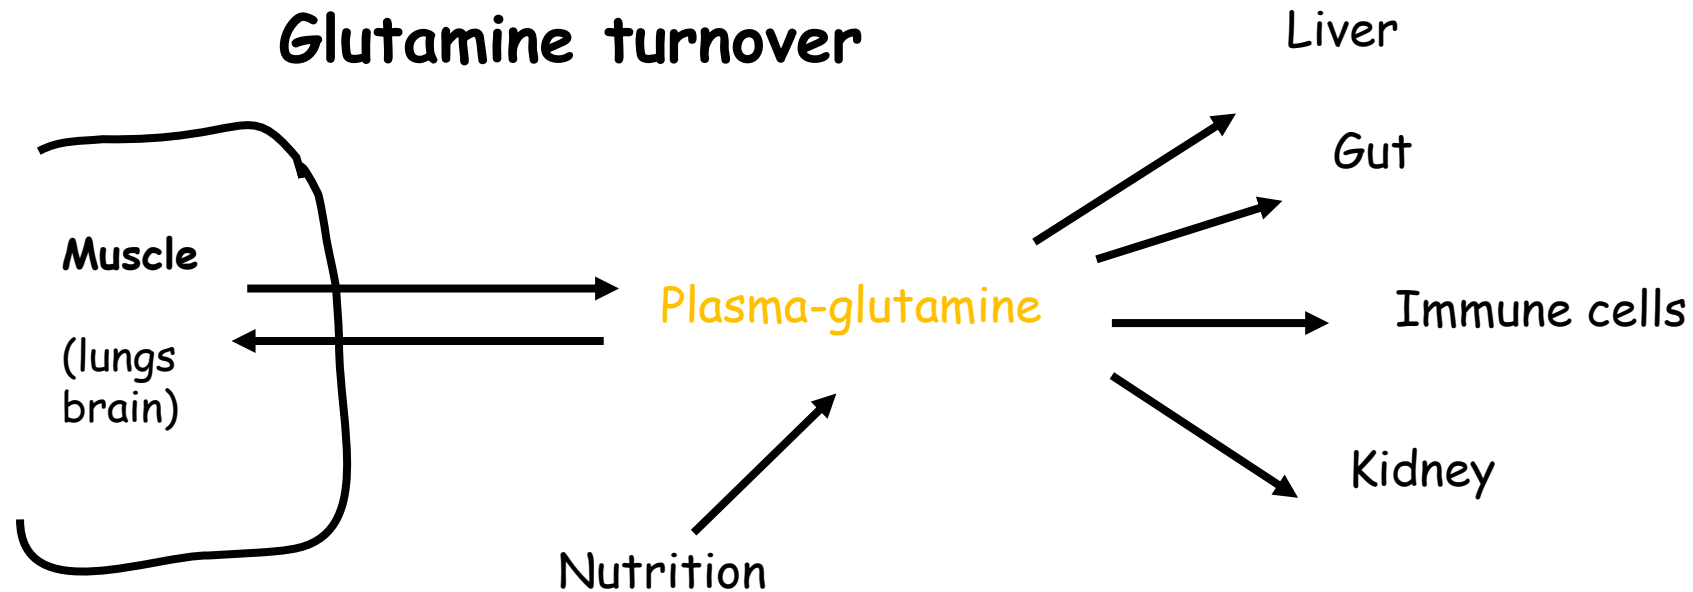 Glutamine turnover
Liver
Gut
Muscle
Plasma-glutamine
Immune cells
(lungs
brain)
Kidney
Nutrition